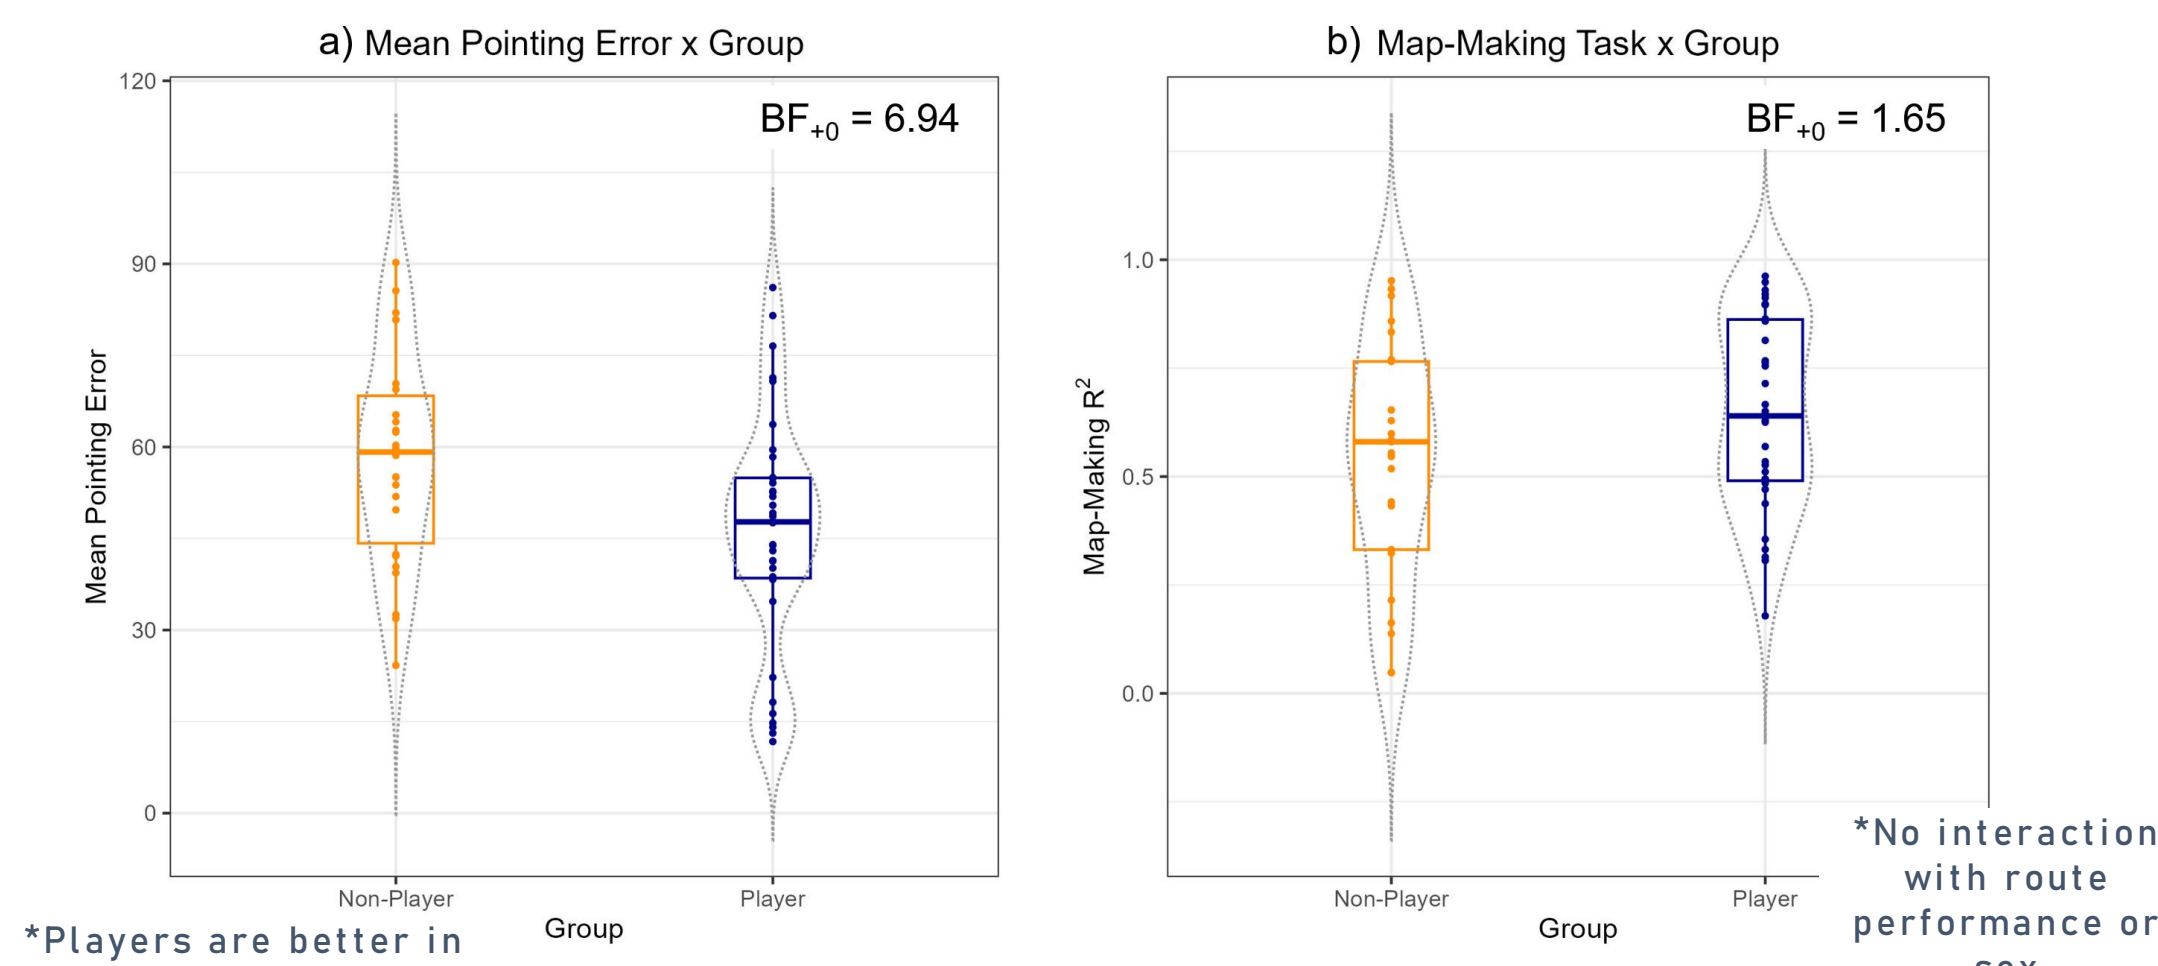 a) Mean Pointing Error x Group
BF+0 = 6.94
120
90
60
30
0
Mean Pointing Error
Non-Player
Player
Group
*Players are better in
b) Map-Making Task x Group
BF+0 = 1.65
1.0
0.5
0.0
Map-Making R²
Non-Player
Player
Group
*No interaction
with route
performance or